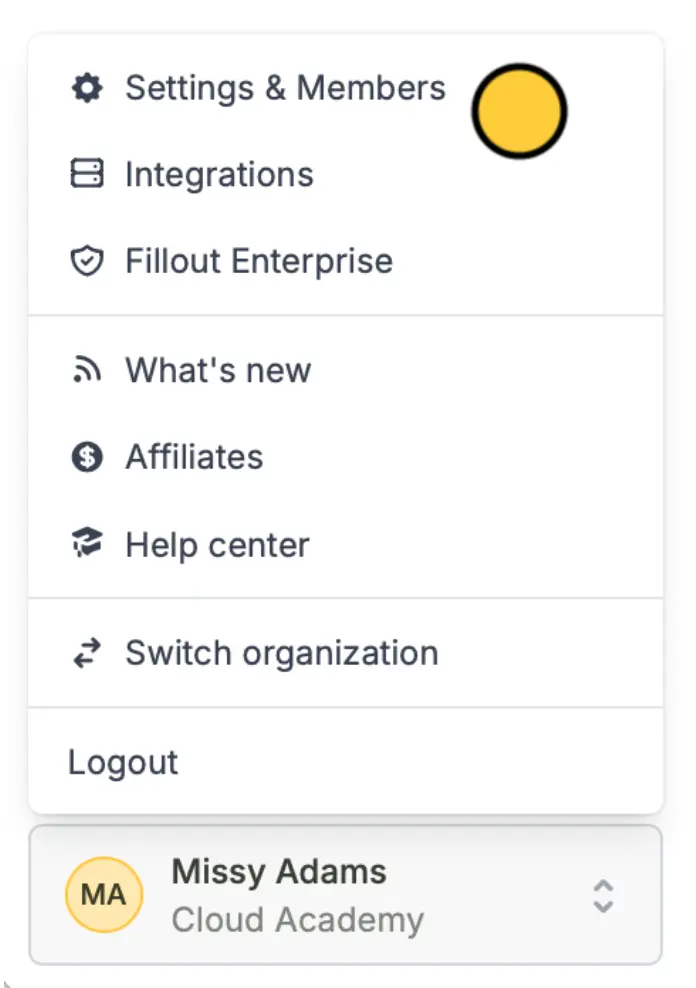 Settings & Members
Integrations
Fillout Enterprise
What's new
Affiliates
Help center
Switch organization
Logout
MA
Missy Adams
Cloud Academy